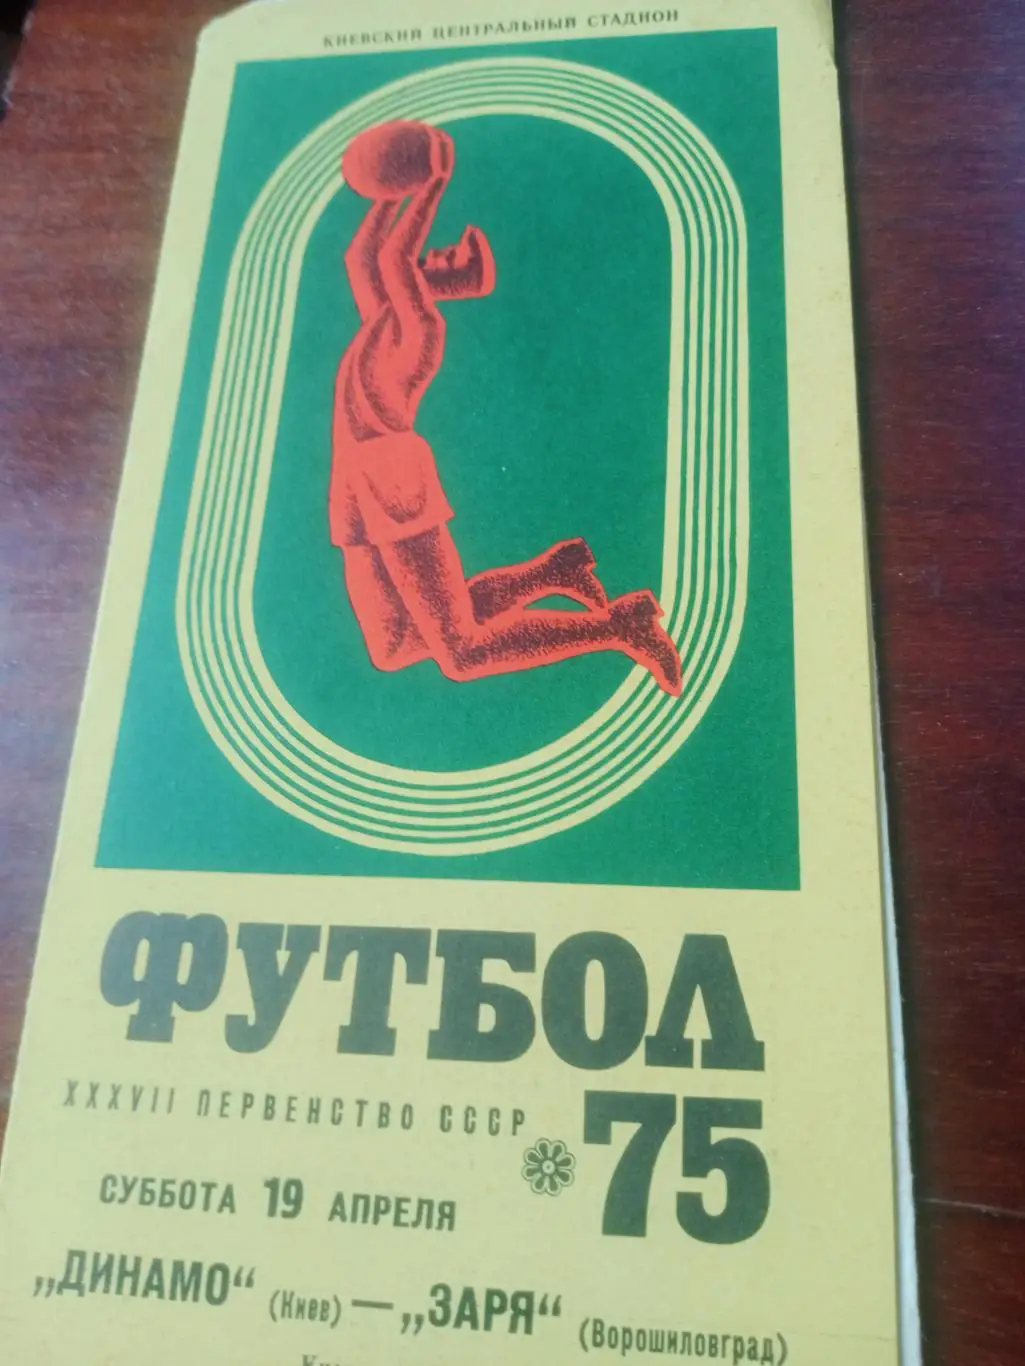 КИЕВСКИЙ ЦЕНТРАЛЬНЫЙ СТАДИОН
ФУТБОЛ
XXXVII ПЕРВЕНСТВО СССР
75
СУББОТА 19 АПРЕЛЯ
„ДИНАМО“ (Киев) — „ЗАРЯ“ (Ворошиловград)